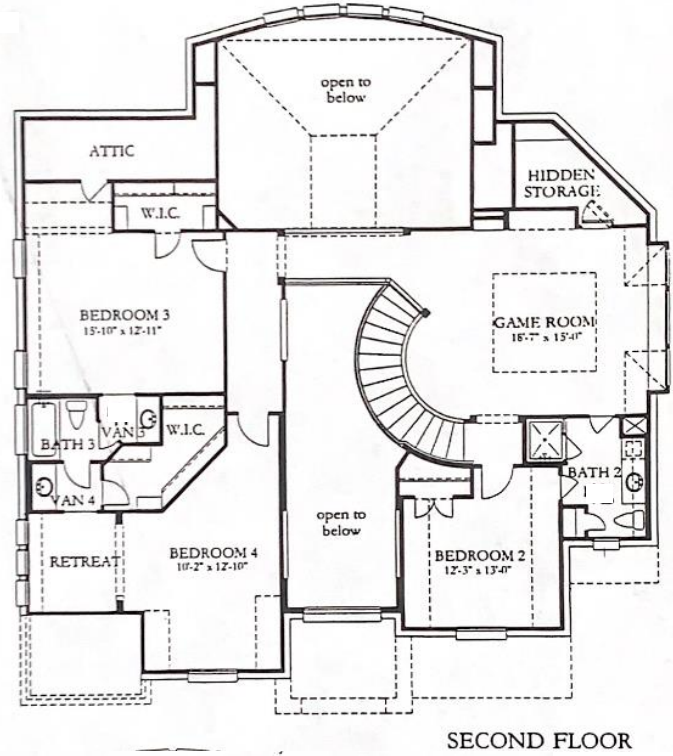 open to
below
ATTIC
HIDDEN
STORAGE
W.I.C.
BEDROOM 3
15'-10" x 12'-11"
GAME ROOM
18'-7" x 15'-0"
VAN 3
W.I.C.
BATH 3
BATH 2
VAN 4
open to
below
RETREAT
BEDROOM 4
10'-2" x 12'-10"
BEDROOM 2
12'-3" x 13'-0"
SECOND FLOOR